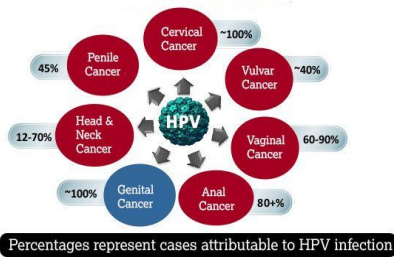 Cervical
Cancer
~100%
Penile
Cancer
45%
Vulvar
Cancer
~40%
HPV
Head &
Neck
Cancer
12-70%
Vaginal
Cancer
60-90%
Genital
Cancer
~100%
Anal
Cancer
80+%
Percentages represent cases attributable to HPV infection